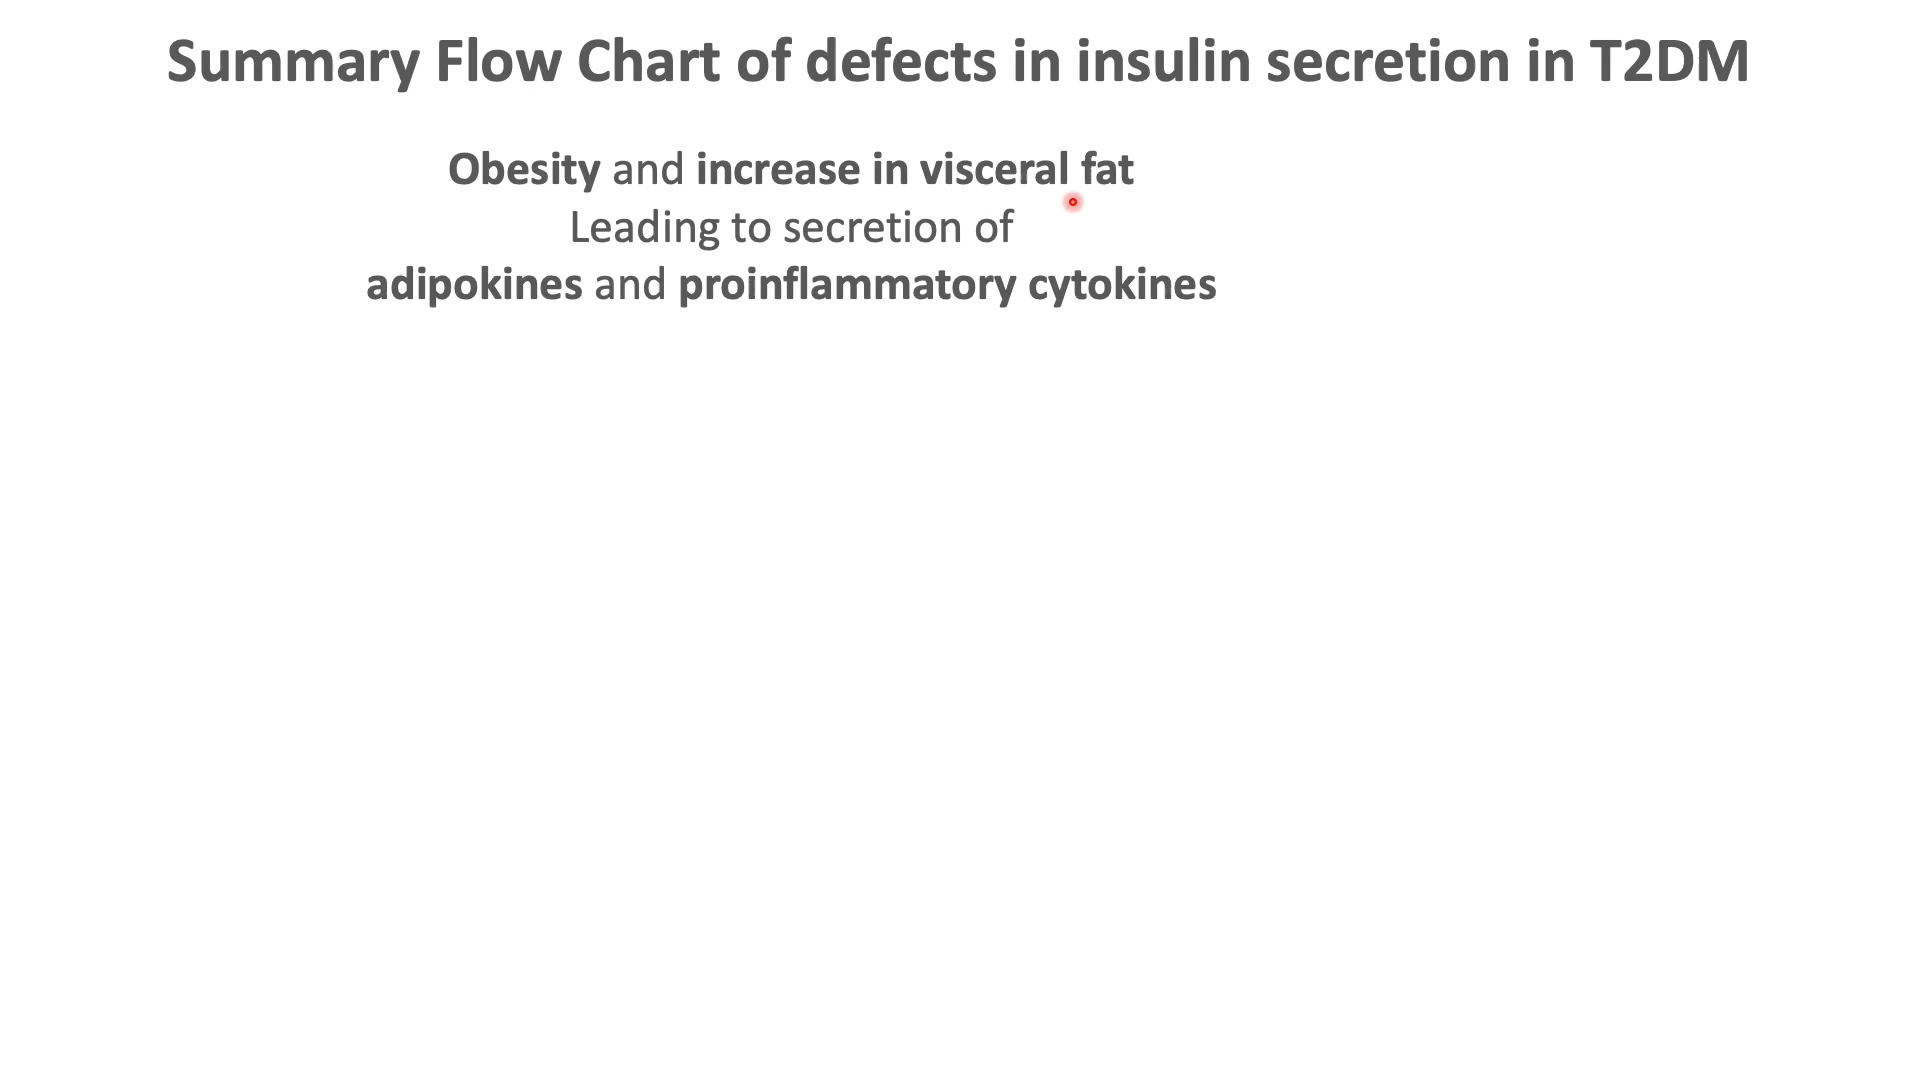 Summary Flow Chart of defects in insulin secretion in T2DM
Obesity and increase in visceral fat
Leading to secretion of
adipokines and proinflammatory cytokines